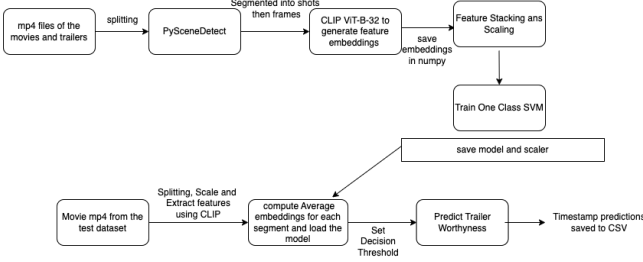 mp4 files of the
movies and trailers
splitting
PySceneDetect
Segmented into shots
then frames
CLIP ViT-B-32 to
generate feature
embeddings
save
embeddings
in numpy
Feature Stacking ans
Scaling
Train One Class SVM
save model and scaler
Movie mp4 from the
test dataset
Splitting, Scale and
Extract features
using CLIP
compute Average
embeddings for each
segment and load the
model
Set
Decision
Threshold
Predict Trailer
Worthyness
Timestamp predictions
saved to CSV